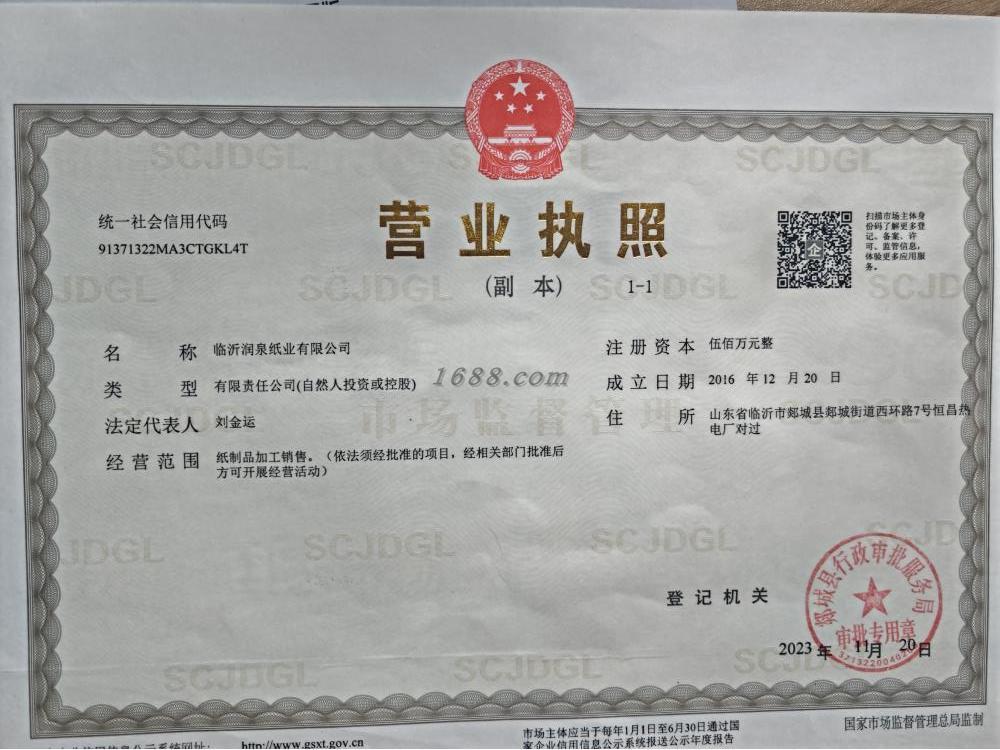 统一社会信用代码
91371322MA3CTGKL4T
营业执照
(副 本) 1-1
扫描市场主体身
份码了解更多登
记、备案、许
可、监管信息,
体验更多应用服
务。
名 称 临沂润泉纸业有限公司
类 型 有限责任公司(自然人投资或控股)
法定代表人 刘金运
经营范围 纸制品加工销售。(依法须经批准的项目,经相关部门批准后
方可开展经营活动)
注册资本 伍佰万元整
成立日期 2016 年 12 月 20 日
住 所 山东省临沂市郯城县郯城街道西环路7号恒昌热
电厂对过
1688.com
SCJDGL
市场监督管理
登记机关
郯城县行政审批服务局
审批专用章
2023 年 11月 20日
http://www.gsxt.gov.cn
市场主体应当于每年1月1日至6月30日通过国
家企业信用信息公示系统报送公示年度报告
国家市场监督管理总局监制